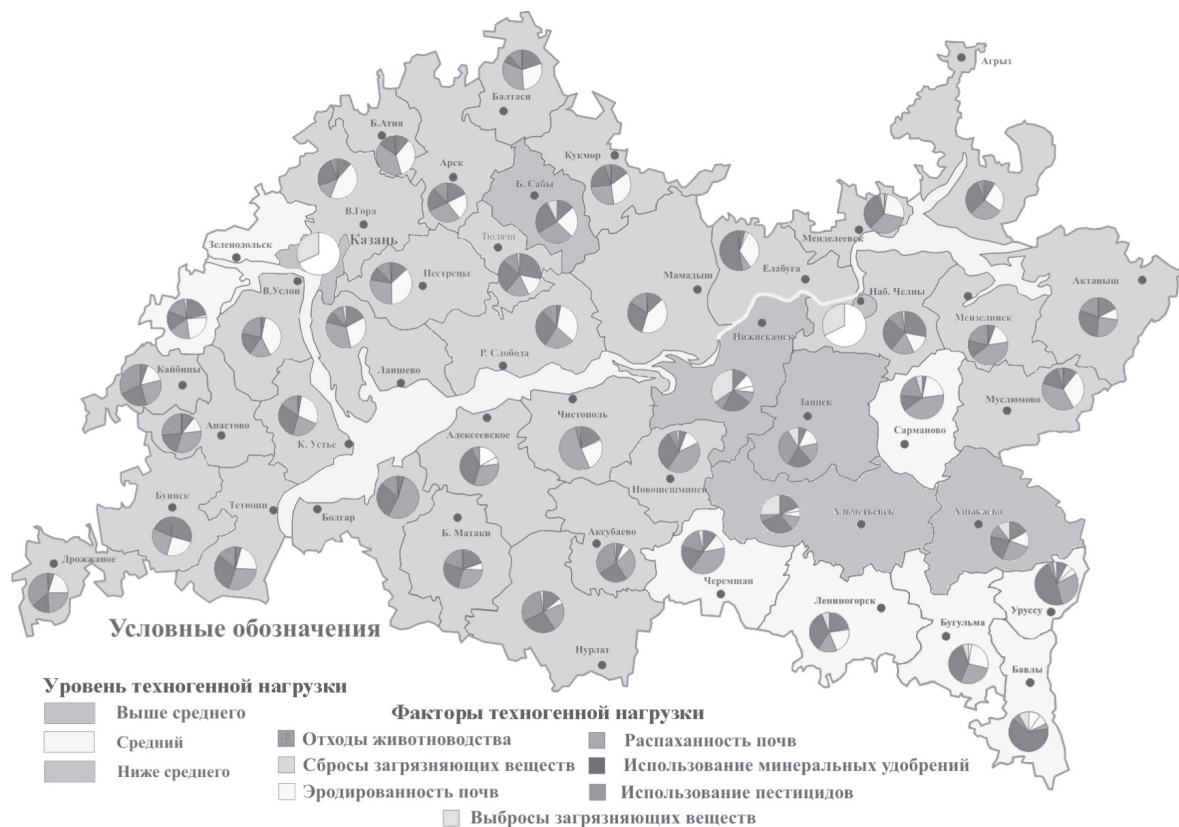 Агрыз
Балтаси
Б.Атня
Кукмор
Арск
Б. Сабы
В.Гора
Менделеевск
Тюлячи
Казань
Зеленодольск
Актаныш
Елабуга
Мамадыш
Пестрецы
В.Услон
Наб. Челны
Мензелинск
Нижнекамск
Р. Слобода
Кайбицы
Лаишево
Муслюмово
Заинск
Чистополь
Сарманово
Апастово
Алексеевское
К. Устье
Новошешминск
Буинск
Тетюши
Болгар
Альметьевск
Азнакаево
Б. Матаки
Аксубаево
Дрожжаное
Черемшан
Лениногорск
Уруссу
Бугульма
Нурлат
Бавлы
Условные обозначения
Уровень техногенной нагрузки
Выше среднего
Средний
Ниже среднего
Факторы техногенной нагрузки
Отходы животноводства
Сбросы загрязняющих веществ
Эродированность почв
Распаханность почв
Использование минеральных удобрений
Использование пестицидов
Выбросы загрязняющих веществ